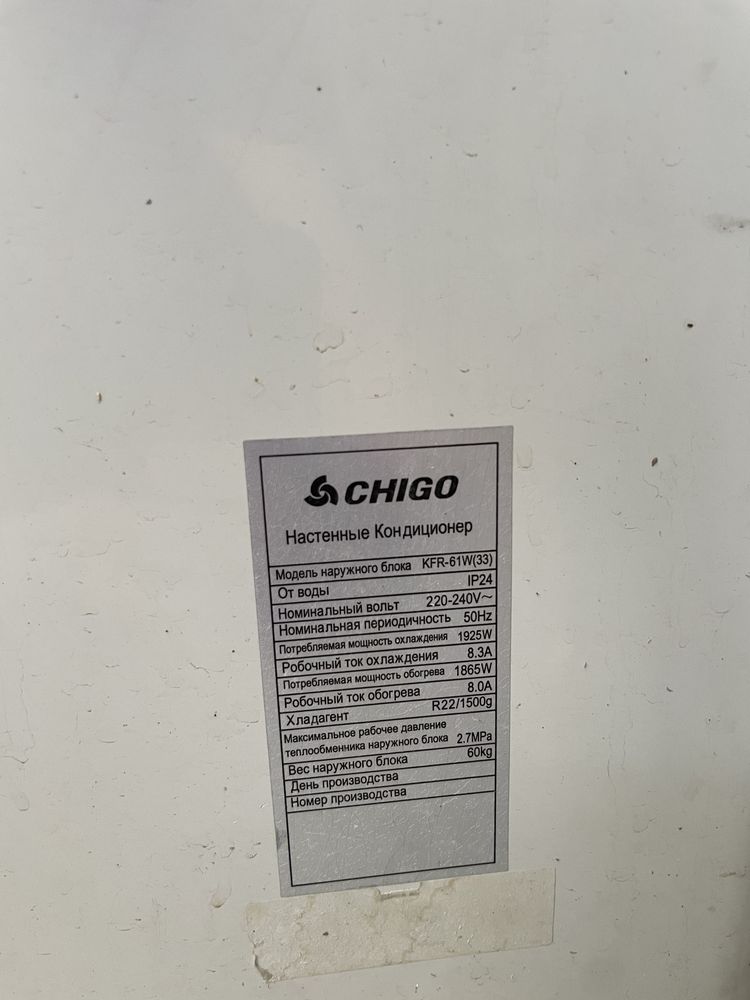 CHIGO
Настенные Кондиционер
Модель наружного блока KFR-61W(33)
От воды IP24
Номинальный вольт 220-240V~
Номинальная периодичность 50Hz
Потребляемая мощность охлаждения 1925W
Робочный ток охлаждения 8.3A
Потребляемая мощность обогрева 1865W
Робочный ток обогрева 8.0A
Хладагент R22/1500g
Максимальное рабочее давление
теплообменника наружного блока 2.7MPa
Вес наружного блока 60kg
День производства
Номер производства